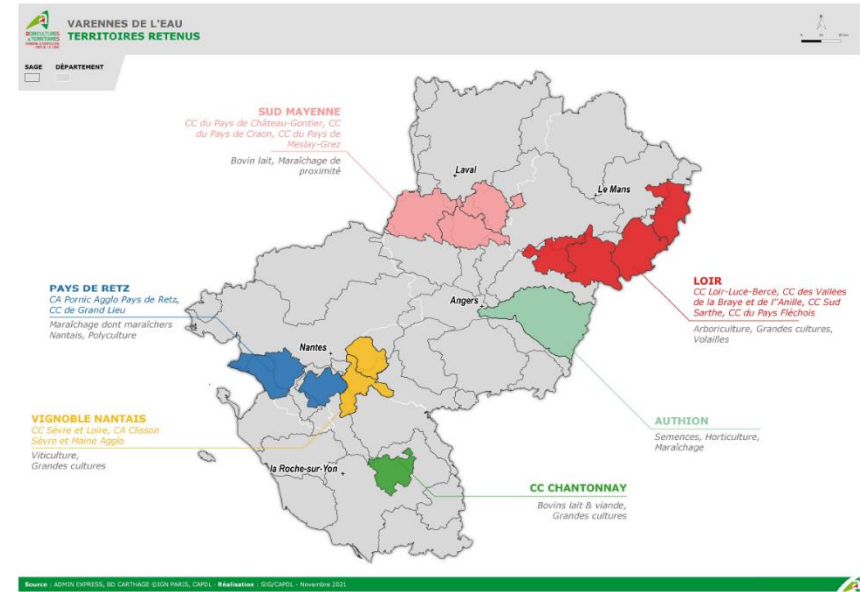 VARENNES DE L'EAU
TERRITOIRES RETENUS
AGRICULTURES
& TERRITOIRES
SAGE
DÉPARTEMENT
SUD MAYENNE
CC du Pays de Château-Gontier, CC
du Pays de Craon, CC du Pays de
Meslay-Grez
Bovin lait, Maraîchage de
proximité
Laval
Le Mans
LOIR
CC Loir-Luce-Bercé, CC des Vallées
de la Braye et de l''Anille, CC Sud
Sarthe, CC du Pays Fléchois
Arboriculture, Grandes cultures,
Volailles
PAYS DE RETZ
CA Pornic Agglo Pays de Retz,
CC de Grand Lieu
Maraîchage dont maraîchers
Nantais, Polyculture
Angers
Nantes
VIGNOBLE NANTAIS
CC Sèvre et Loire, CA Clisson
Sèvre et Maine Agglo
Viticulture,
Grandes cultures
AUTHION
Semences, Horticulture,
Maraîchage
la Roche-sur-Yon
CC CHANTONNAY
Bovins lait & viande,
Grandes cultures
Source : ADMIN EXPRESS, BD CARTHAGE ©IGN PARIS, CAPDL - Réalisation : SIG/CAPDL - Novembre 2021